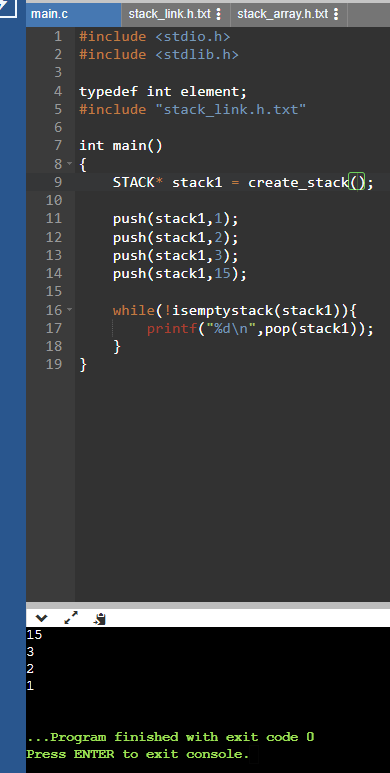 main.c stack_link.h.txt stack_array.h.txt
1 #include <stdio.h>
2 #include <stdlib.h>
3
4 typedef int element;
5 #include "stack_link.h.txt"
6
7 int main()
8 {
9 STACK* stack1 = create_stack();
10
11 push(stack1,1);
12 push(stack1,2);
13 push(stack1,3);
14 push(stack1,15);
15
16 while(!isemptystack(stack1)){
17 printf("%d\n",pop(stack1));
18 }
19 }
15
3
2
1
...Program finished with exit code 0
Press ENTER to exit console.